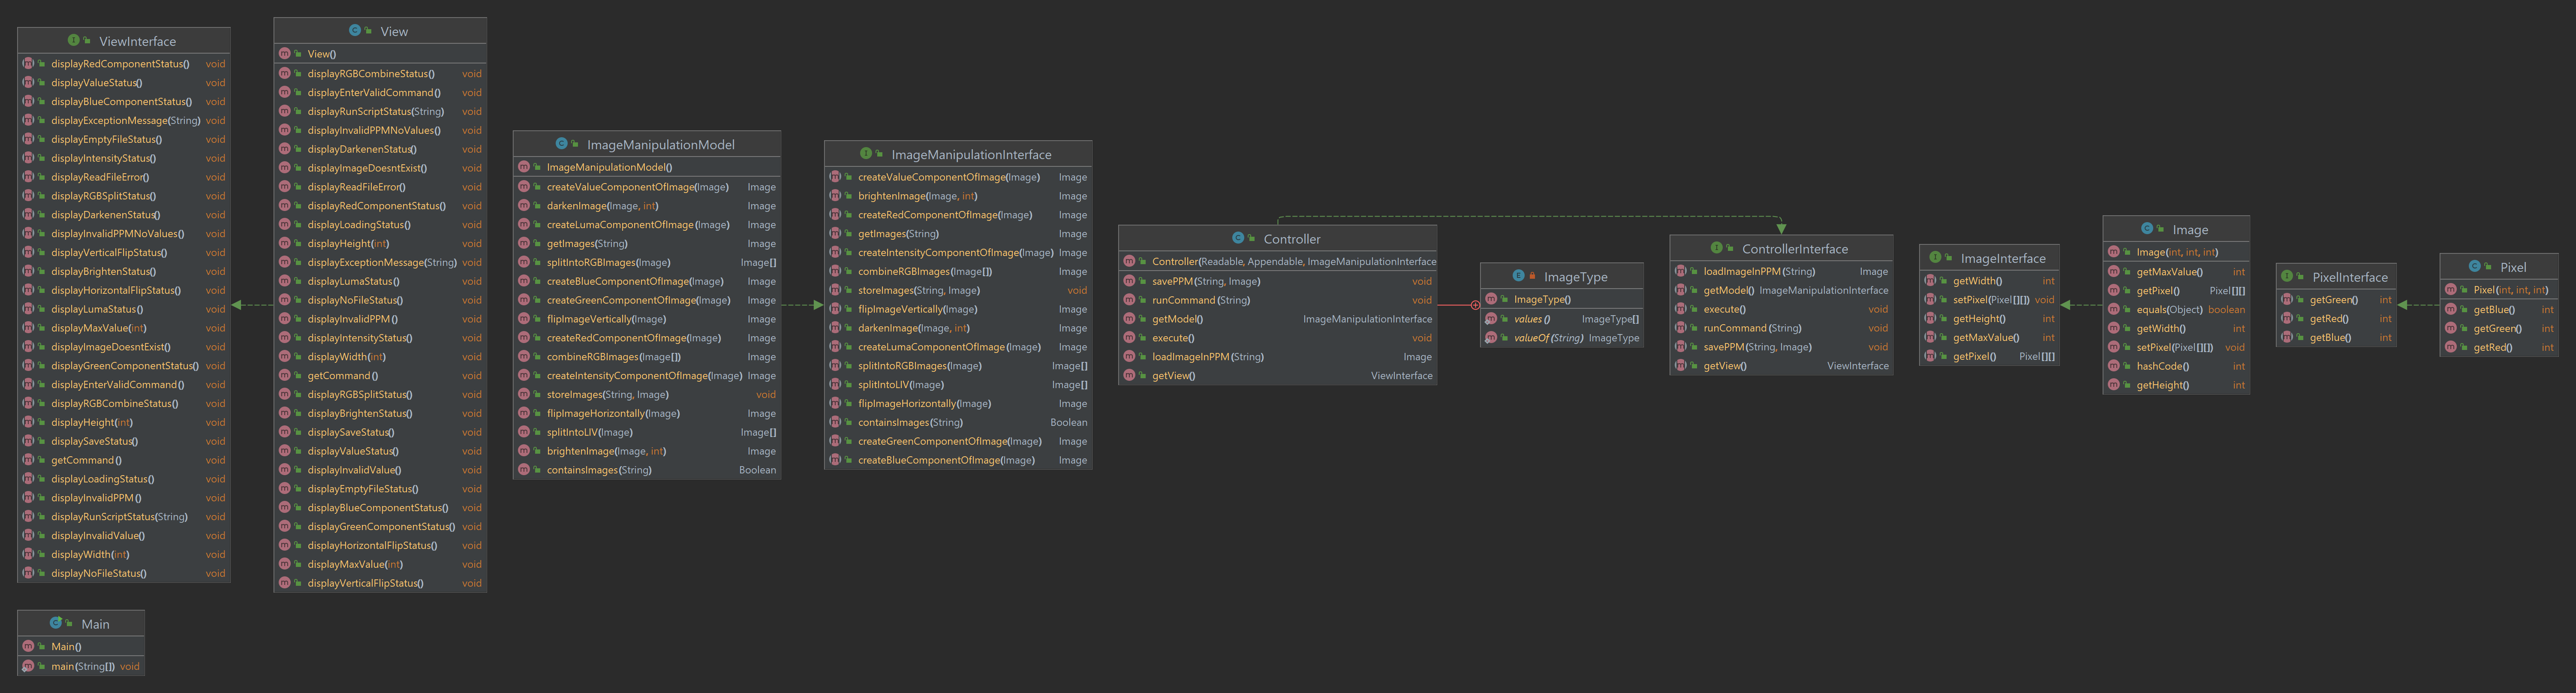 ViewInterface
displayRedComponentStatus() void
displayValueStatus() void
displayBlueComponentStatus() void
displayExceptionMessage(String) void
displayEmptyFileStatus() void
displayIntensityStatus() void
displayReadFileError() void
displayRGBSplitStatus() void
displayDarkenenStatus() void
displayInvalidPPMNoValues() void
displayVerticalFlipStatus() void
displayBrightenStatus() void
displayHorizontalFlipStatus() void
displayLumaStatus() void
displayMaxValue(int) void
displayImageDoesntExist() void
displayGreenComponentStatus() void
displayEnterValidCommand() void
displayRGBCombineStatus() void
displayHeight(int) void
displaySaveStatus() void
getCommand() void
displayLoadingStatus() void
displayInvalidPPM() void
displayRunScriptStatus(String) void
displayInvalidValue() void
displayWidth(int) void
displayNoFileStatus() void
View
View()
displayRGBCombineStatus() void
displayEnterValidCommand() void
displayRunScriptStatus(String) void
displayInvalidPPMNoValues() void
displayDarkenenStatus() void
displayImageDoesntExist() void
displayReadFileError() void
displayRedComponentStatus() void
displayLoadingStatus() void
displayHeight(int) void
displayExceptionMessage(String) void
displayLumaStatus() void
displayNoFileStatus() void
displayInvalidPPM() void
displayIntensityStatus() void
displayWidth(int) void
getCommand() void
displayRGBSplitStatus() void
displayBrightenStatus() void
displaySaveStatus() void
displayValueStatus() void
displayInvalidValue() void
displayEmptyFileStatus() void
displayBlueComponentStatus() void
displayGreenComponentStatus() void
displayHorizontalFlipStatus() void
displayMaxValue(int) void
displayVerticalFlipStatus() void
ImageManipulationModel
ImageManipulationModel()
createValueComponentOfImage(Image) Image
darkenImage(Image, int) Image
createLumaComponentOfImage(Image) Image
getImages(String) Image
splitIntoRGBImages(Image) Image[]
createBlueComponentOfImage(Image) Image
createGreenComponentOfImage(Image) Image
flipImageVertically(Image) Image
createRedComponentOfImage(Image) Image
combineRGBImages(Image[]) Image
createIntensityComponentOfImage(Image) Image
storeImages(String, Image) void
flipImageHorizontally(Image) Image
splitIntoLIV(Image) Image[]
brightenImage(Image, int) Image
containsImages(String) Boolean
ImageManipulationInterface
createValueComponentOfImage(Image) Image
brightenImage(Image, int) Image
createRedComponentOfImage(Image) Image
getImages(String) Image
createIntensityComponentOfImage(Image) Image
combineRGBImages(Image[]) Image
storeImages(String, Image) void
flipImageVertically(Image) Image
darkenImage(Image, int) Image
createLumaComponentOfImage(Image) Image
splitIntoRGBImages(Image) Image[]
splitIntoLIV(Image) Image[]
flipImageHorizontally(Image) Image
containsImages(String) Boolean
createGreenComponentOfImage(Image) Image
createBlueComponentOfImage(Image) Image
Controller
Controller(Readable, Appendable, ImageManipulationInterface
savePPM(String, Image) void
runCommand(String) void
getModel() ImageManipulationInterface
execute() void
loadImageInPPM(String) Image
getView() ViewInterface
ImageType
ImageType()
values() ImageType[]
valueOf(String) ImageType
ControllerInterface
loadImageInPPM(String) Image
getModel() ImageManipulationInterface
execute() void
runCommand(String) void
savePPM(String, Image) void
getView() ViewInterface
ImageInterface
getWidth() int
setPixel(Pixel[][]) void
getHeight() int
getMaxValue() int
getPixel() Pixel[][]
Image
Image(int, int, int)
getMaxValue() int
getPixel() Pixel[][]
equals(Object) boolean
getWidth() int
setPixel(Pixel[][]) void
hashCode() int
getHeight() int
PixelInterface
getGreen() int
getRed() int
getBlue() int
Pixel
Pixel(int, int, int)
getBlue() int
getGreen() int
getRed() int
Main
Main()
main(String[]) void